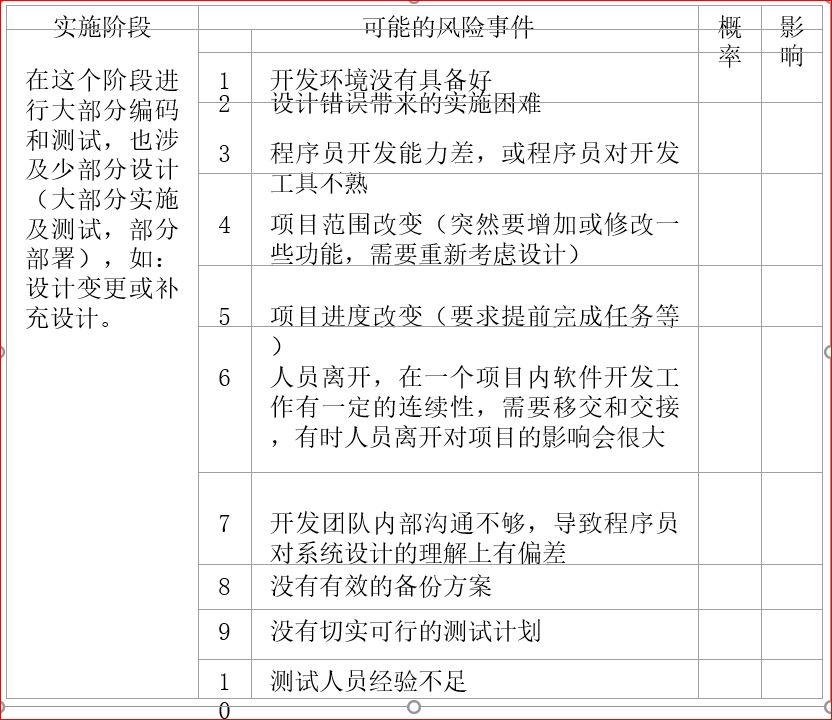 实施阶段
可能的风险事件
概
率
影
响
在这个阶段进
行大部分编码
和测试，也涉
及少部分设计
（大部分实施
及测试，部分
部署），如：
设计变更或补
充设计。
1 开发环境没有具备好
2 设计错误带来的实施困难
3 程序员开发能力差，或程序员对开发
工具不熟
4 项目范围改变（突然要增加或修改一
些功能，需要重新考虑设计）
5 项目进度改变（要求提前完成任务等
）
6 人员离开，在一个项目内软件开发工
作有一定的连续性，需要移交和交接
，有时人员离开对项目的影响会很大
7 开发团队内部沟通不够，导致程序员
对系统设计的理解上有偏差
8 没有有效的备份方案
9 没有切实可行的测试计划
1 测试人员经验不足
0